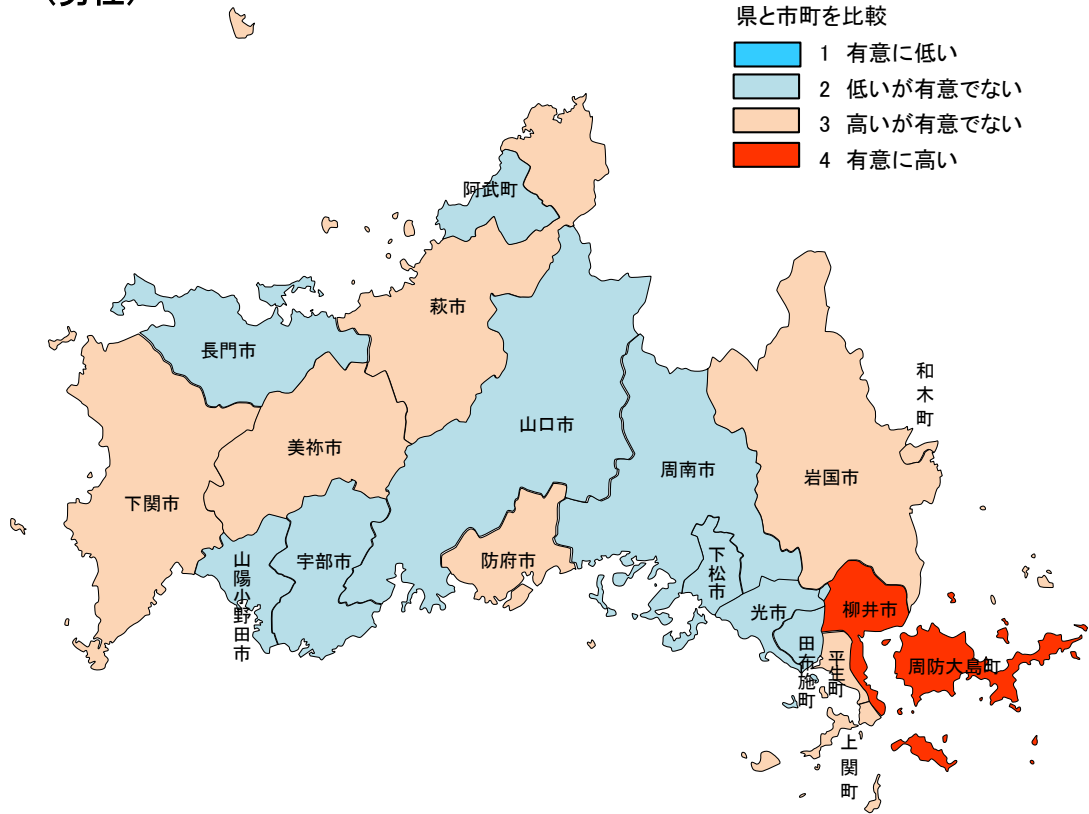 (男性)
県と市町を比較
1 有意に低い
2 低いが有意でない
3 高いが有意でない
4 有意に高い
阿武町
萩市
長門市
和木町
山口市
美祢市
周南市
岩国市
下関市
防府市
宇部市
山陽小野田市
下松市
光市
柳井市
田布施町
平生町
周防大島町
上関町